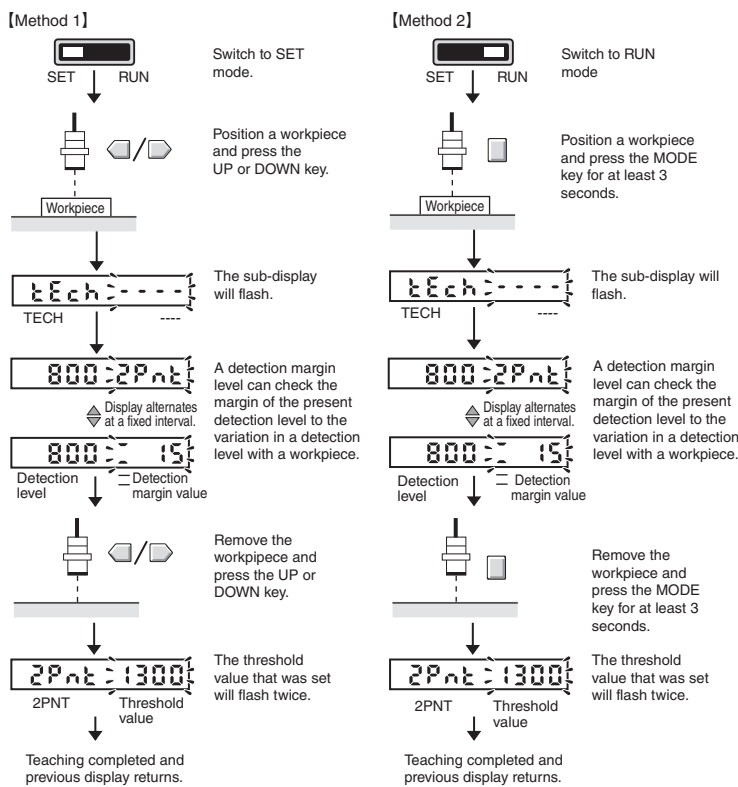 【Method 1】
SET RUN
Switch to SET
mode.
Position a workpiece
and press the
UP or DOWN key.
Workpiece
tEch ----
TECH ----
The sub-display
will flash.
800 2Pnt
Display alternates
at a fixed interval.
800 15
Detection
level
Detection
margin value
A detection margin
level can check the
margin of the present
detection level to the
variation in a detection
level with a workpiece.
Remove the
workpipece and
press the UP or
DOWN key.
2Pnt 1300
2PNT
Threshold
value
The threshold
value that was set
will flash twice.
Teaching completed and
previous display returns.
【Method 2】
SET RUN
Switch to RUN
mode
Position a workpiece
and press the MODE
key for at least 3
seconds.
Workpiece
tEch ----
TECH ----
The sub-display will
flash.
800 2Pnt
Display alternates
at a fixed interval.
800 15
Detection
level
Detection
margin value
A detection margin
level can check the
margin of the present
detection level to the
variation in a detection
level with a workpiece.
Remove the
workpiece and
press the MODE
key for at least 3
seconds.
2Pnt 1300
2PNT
Threshold
value
The threshold
value that was set
will flash twice.
Teaching completed and
previous display returns.